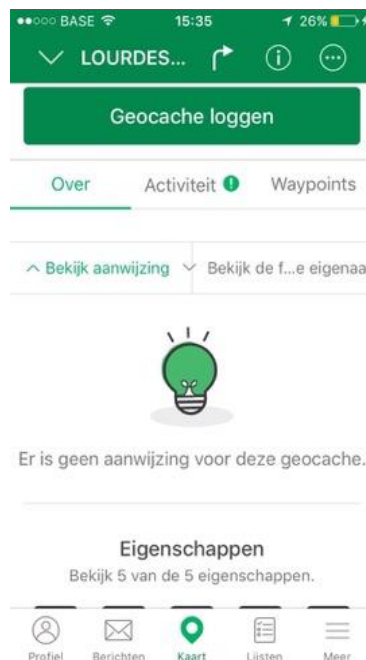 BASE 15:35 26%
LOURDES...
Geocache loggen
Over Activiteit Waypoints
Bekijk aanwijzing Bekijk de f...e eigenaa
Er is geen aanwijzing voor deze geocache.
Eigenschappen
Bekijk 5 van de 5 eigenschappen.
Profiel Berichten Kaart Lijsten Meer